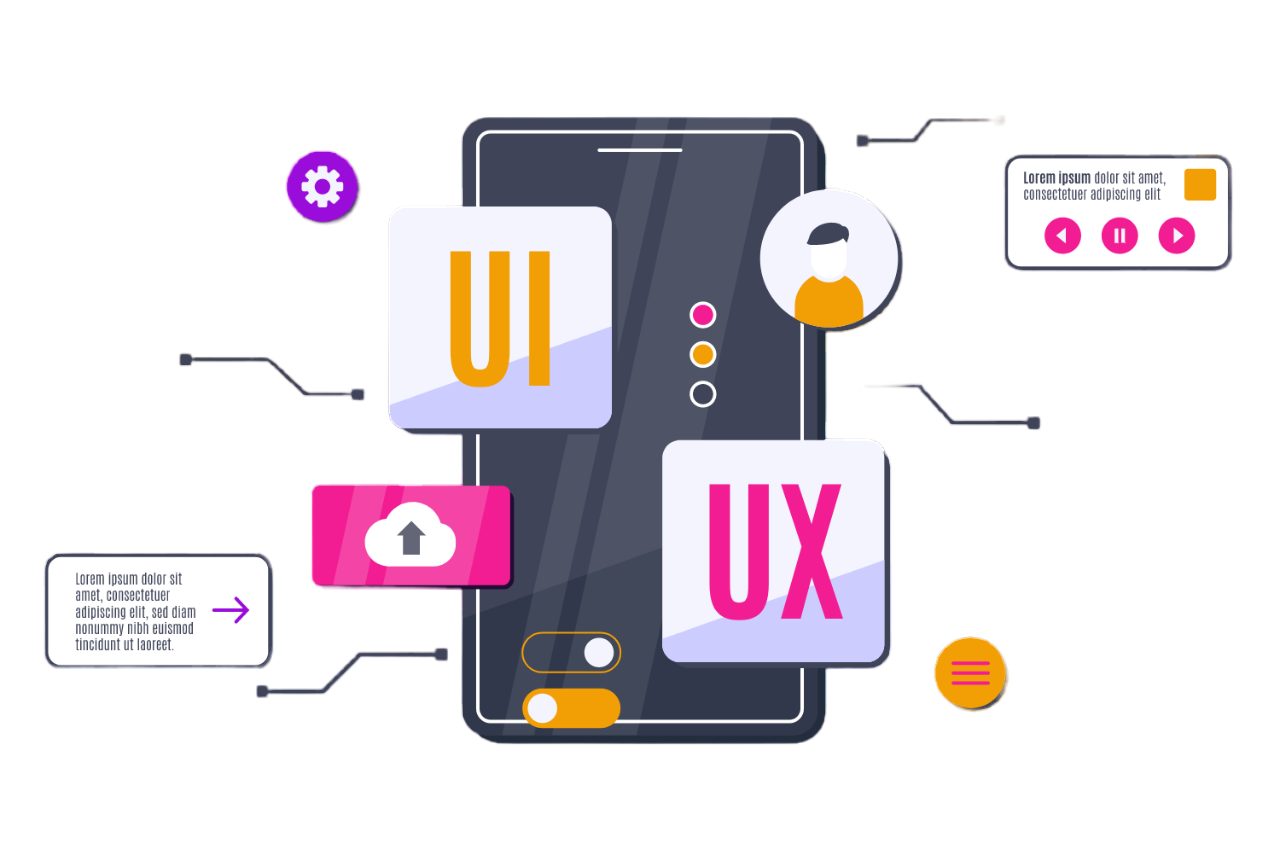 Lorem ipsum dolor sit amet,
consectetuer adipiscing elit
UI
UX
Lorem ipsum dolor sit
amet, consectetuer
adipiscing elit, sed diam
nonummy nibh euismod
tincidunt ut laoreet.